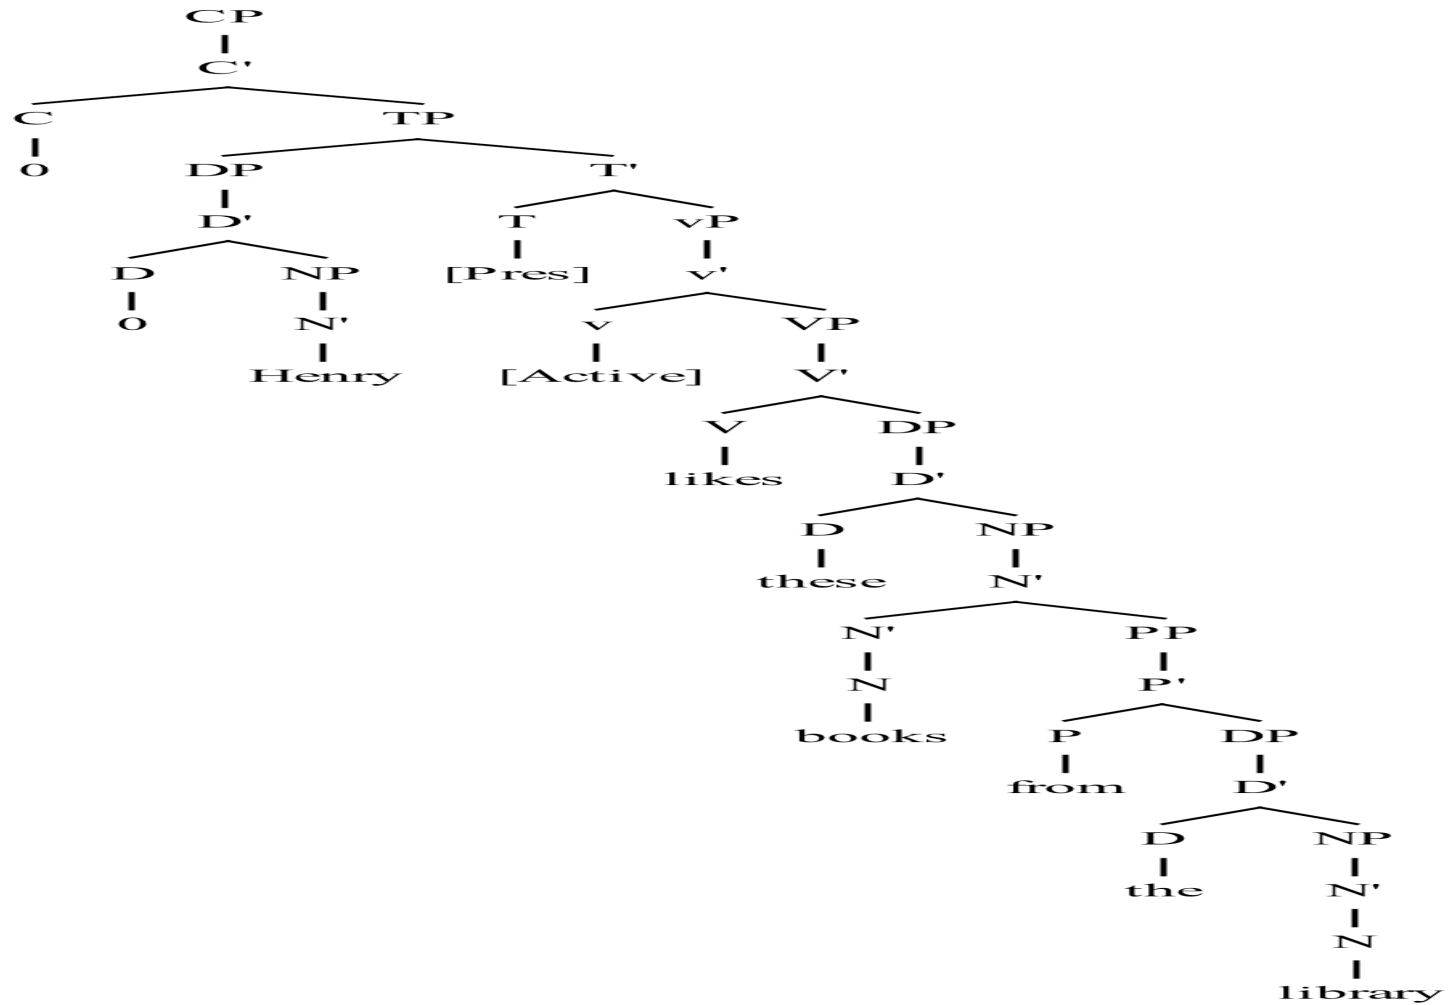 CP
C'
C TP
0 DP T'
D' T vP
D NP [Pres] v'
0 N' v VP
Henry [Active] V'
V DP
likes D'
D NP
these N'
N' PP
N P'
books P DP
from D'
D NP
the N'
N
library